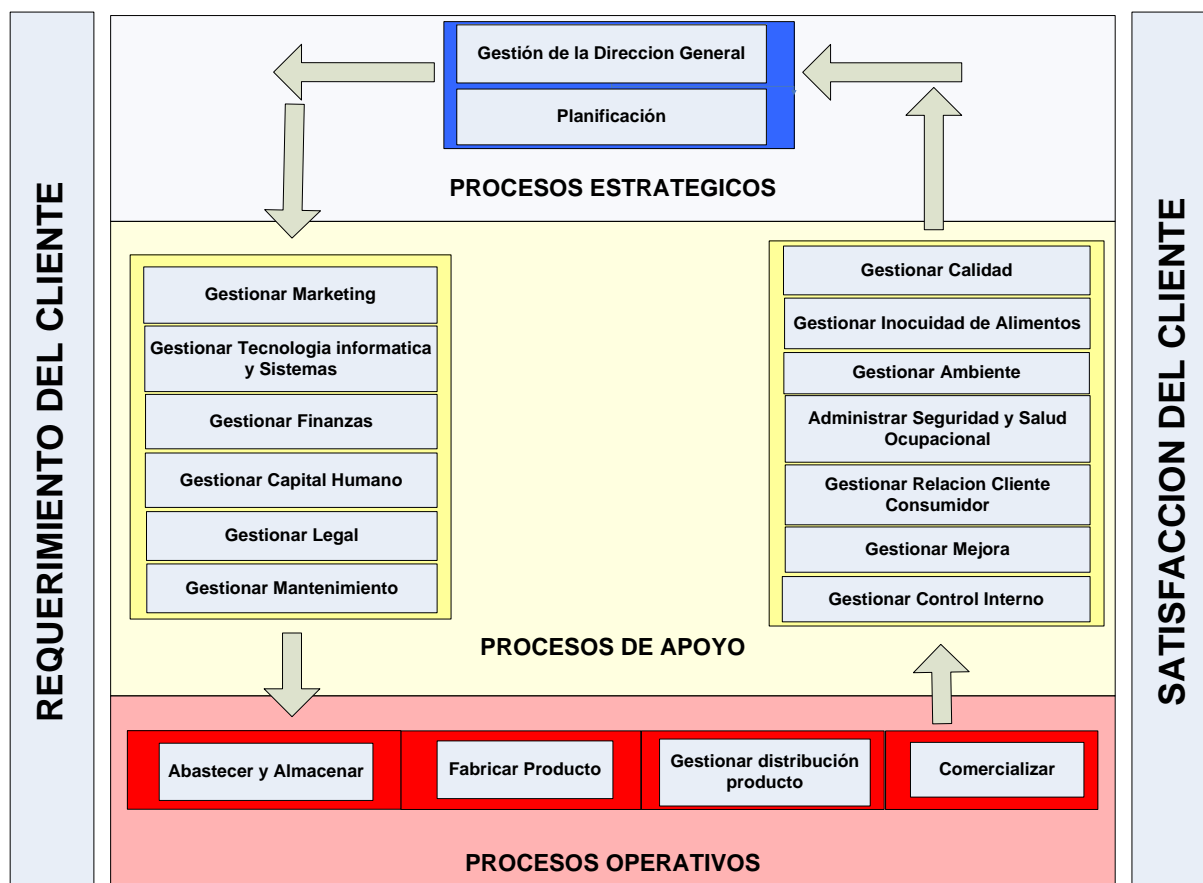 REQUERIMIENTO DEL CLIENTE
Gestión de la Direccion General
Planificación
PROCESOS ESTRATEGICOS
Gestionar Marketing
Gestionar Tecnologia informatica
y Sistemas
Gestionar Finanzas
Gestionar Capital Humano
Gestionar Legal
Gestionar Mantenimiento
Gestionar Calidad
Gestionar Inocuidad de Alimentos
Gestionar Ambiente
Administrar Seguridad y Salud
Ocupacional
Gestionar Relacion Cliente
Consumidor
Gestionar Mejora
Gestionar Control Interno
PROCESOS DE APOYO
Abastecer y Almacenar
Fabricar Producto
Gestionar distribución
producto
Comercializar
PROCESOS OPERATIVOS
SATISFACCION DEL CLIENTE